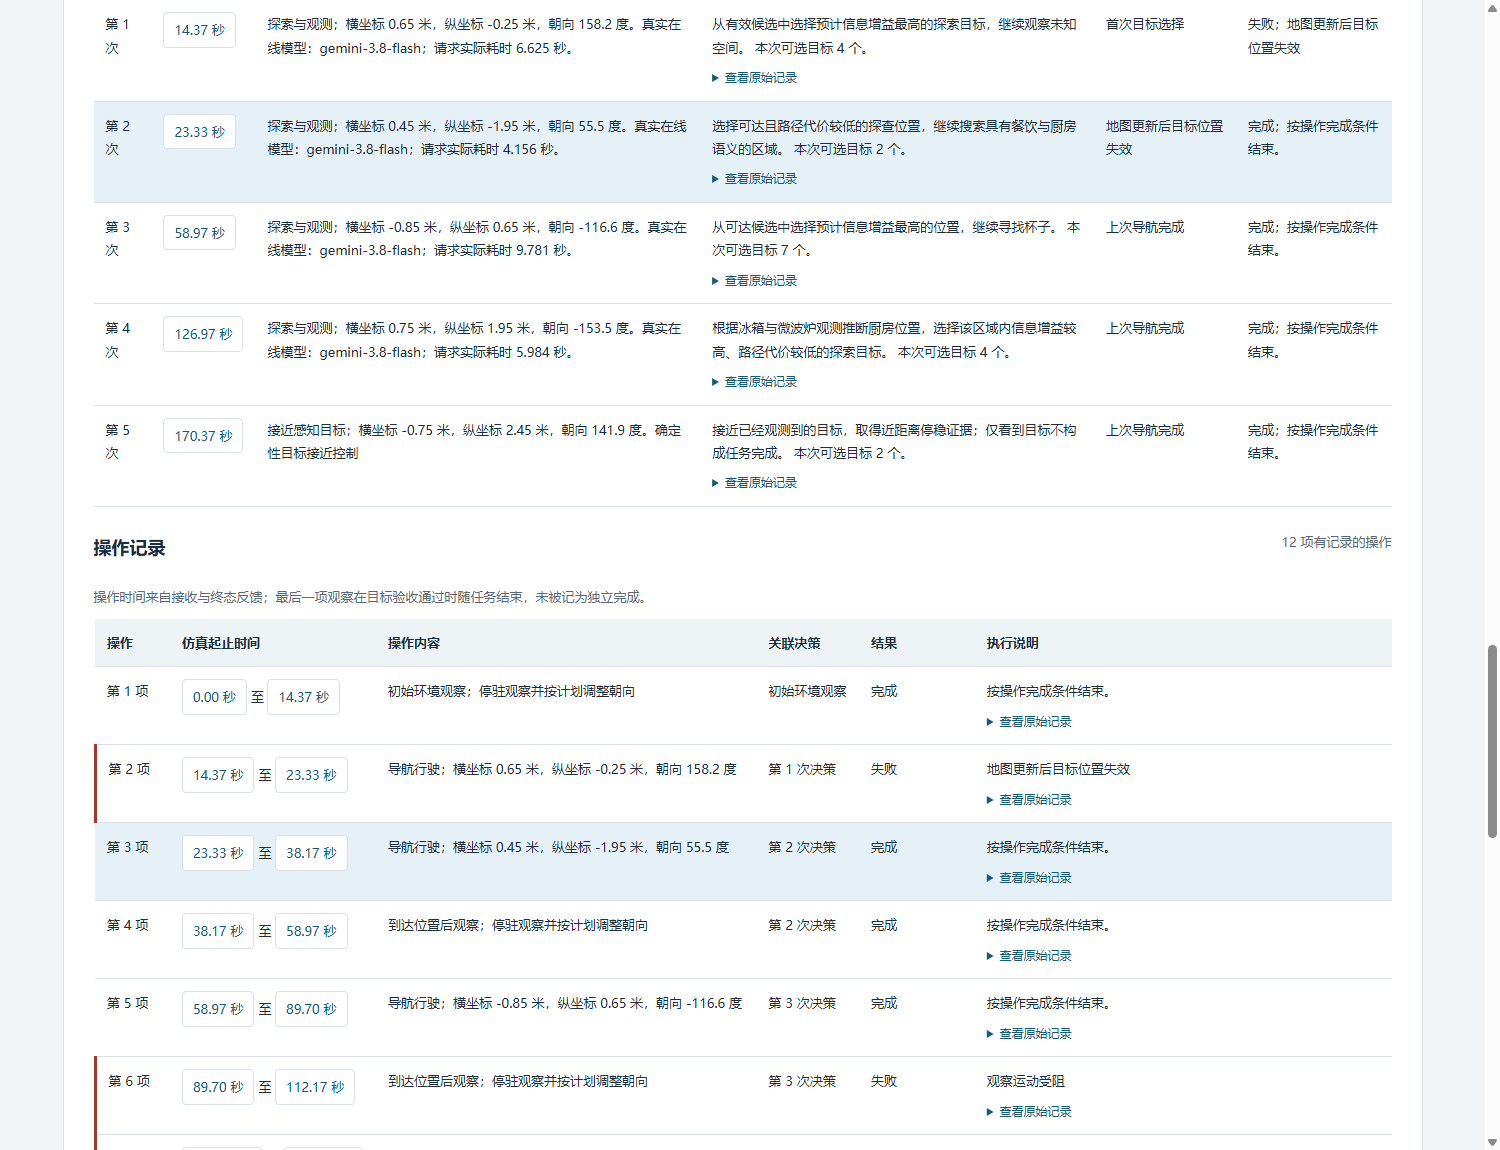 第 1 次
14.37 秒
探索与观测；横坐标 0.65 米，纵坐标 -0.25 米，朝向 158.2 度。真实在
线模型：gemini-3.8-flash；请求实际耗时 6.625 秒。
从有效候选中选择预计信息增益最高的探索目标，继续观察未知
空间。 本次可选目标 4 个。
▶ 查看原始记录
首次目标选择
失败；地图更新后目标
位置失效
第 2 次
23.33 秒
探索与观测；横坐标 0.45 米，纵坐标 -1.95 米，朝向 55.5 度。真实在线
模型：gemini-3.8-flash；请求实际耗时 4.156 秒。
选择可达且路径代价较低的探查位置，继续搜索具有餐饮与厨房
语义的区域。 本次可选目标 2 个。
▶ 查看原始记录
地图更新后目标位置
失效
完成；按操作完成条件
结束。
第 3 次
58.97 秒
探索与观测；横坐标 -0.85 米，纵坐标 0.65 米，朝向 -116.6 度。真实在
线模型：gemini-3.8-flash；请求实际耗时 9.781 秒。
从可达候选中选择预计信息增益最高的位置，继续寻找杯子。 本
次可选目标 7 个。
▶ 查看原始记录
上次导航完成
完成；按操作完成条件
结束。
第 4 次
126.97 秒
探索与观测；横坐标 0.75 米，纵坐标 1.95 米，朝向 -153.5 度。真实在
线模型：gemini-3.8-flash；请求实际耗时 5.984 秒。
根据冰箱与微波炉观测推断厨房位置，选择该区域内信息增益较
高、路径代价较低的探索目标。 本次可选目标 4 个。
▶ 查看原始记录
上次导航完成
完成；按操作完成条件
结束。
第 5 次
170.37 秒
接近感知目标；横坐标 -0.75 米，纵坐标 2.45 米，朝向 141.9 度。确定
性目标接近控制
接近已经观测到的目标，取得近距离停稳证据；仅看到目标不构
成任务完成。 本次可选目标 2 个。
▶ 查看原始记录
上次导航完成
完成；按操作完成条件
结束。
操作记录
12 项有记录的操作
操作时间来自接收与终态反馈；最后一项观察在目标验收通过时随任务结束，未被记为独立完成。
操作 仿真起止时间 操作内容 关联决策 结果 执行说明
第 1 项 0.00 秒 至 14.37 秒 初始环境观察；停驻观察并按计划调整朝向 初始环境观察 完成 按操作完成条件结束。
▶ 查看原始记录
第 2 项 14.37 秒 至 23.33 秒 导航行驶；横坐标 0.65 米，纵坐标 -0.25 米，朝向 158.2 度 第 1 次决策 失败 地图更新后目标位置失效
▶ 查看原始记录
第 3 项 23.33 秒 至 38.17 秒 导航行驶；横坐标 0.45 米，纵坐标 -1.95 米，朝向 55.5 度 第 2 次决策 完成 按操作完成条件结束。
▶ 查看原始记录
第 4 项 38.17 秒 至 58.97 秒 到达位置后观察；停驻观察并按计划调整朝向 第 2 次决策 完成 按操作完成条件结束。
▶ 查看原始记录
第 5 项 58.97 秒 至 89.70 秒 导航行驶；横坐标 -0.85 米，纵坐标 0.65 米，朝向 -116.6 度 第 3 次决策 完成 按操作完成条件结束。
▶ 查看原始记录
第 6 项 89.70 秒 至 112.17 秒 到达位置后观察；停驻观察并按计划调整朝向 第 3 次决策 失败 观察运动受阻
▶ 查看原始记录